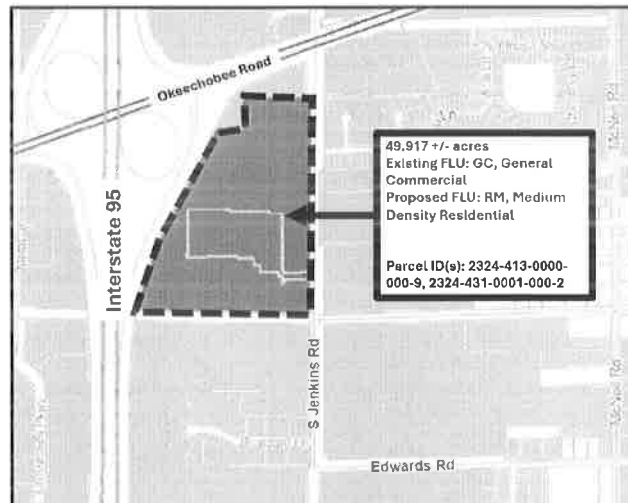 Okeechobee Road
Interstate 95
49.917 +/- acres
Existing FLU: GC, General
Commercial
Proposed FLU: RM, Medium
Density Residential
Parcel ID(s): 2324-413-0000-
000-9, 2324-431-0001-000-2
S Jenkins Rd
Edwards Rd